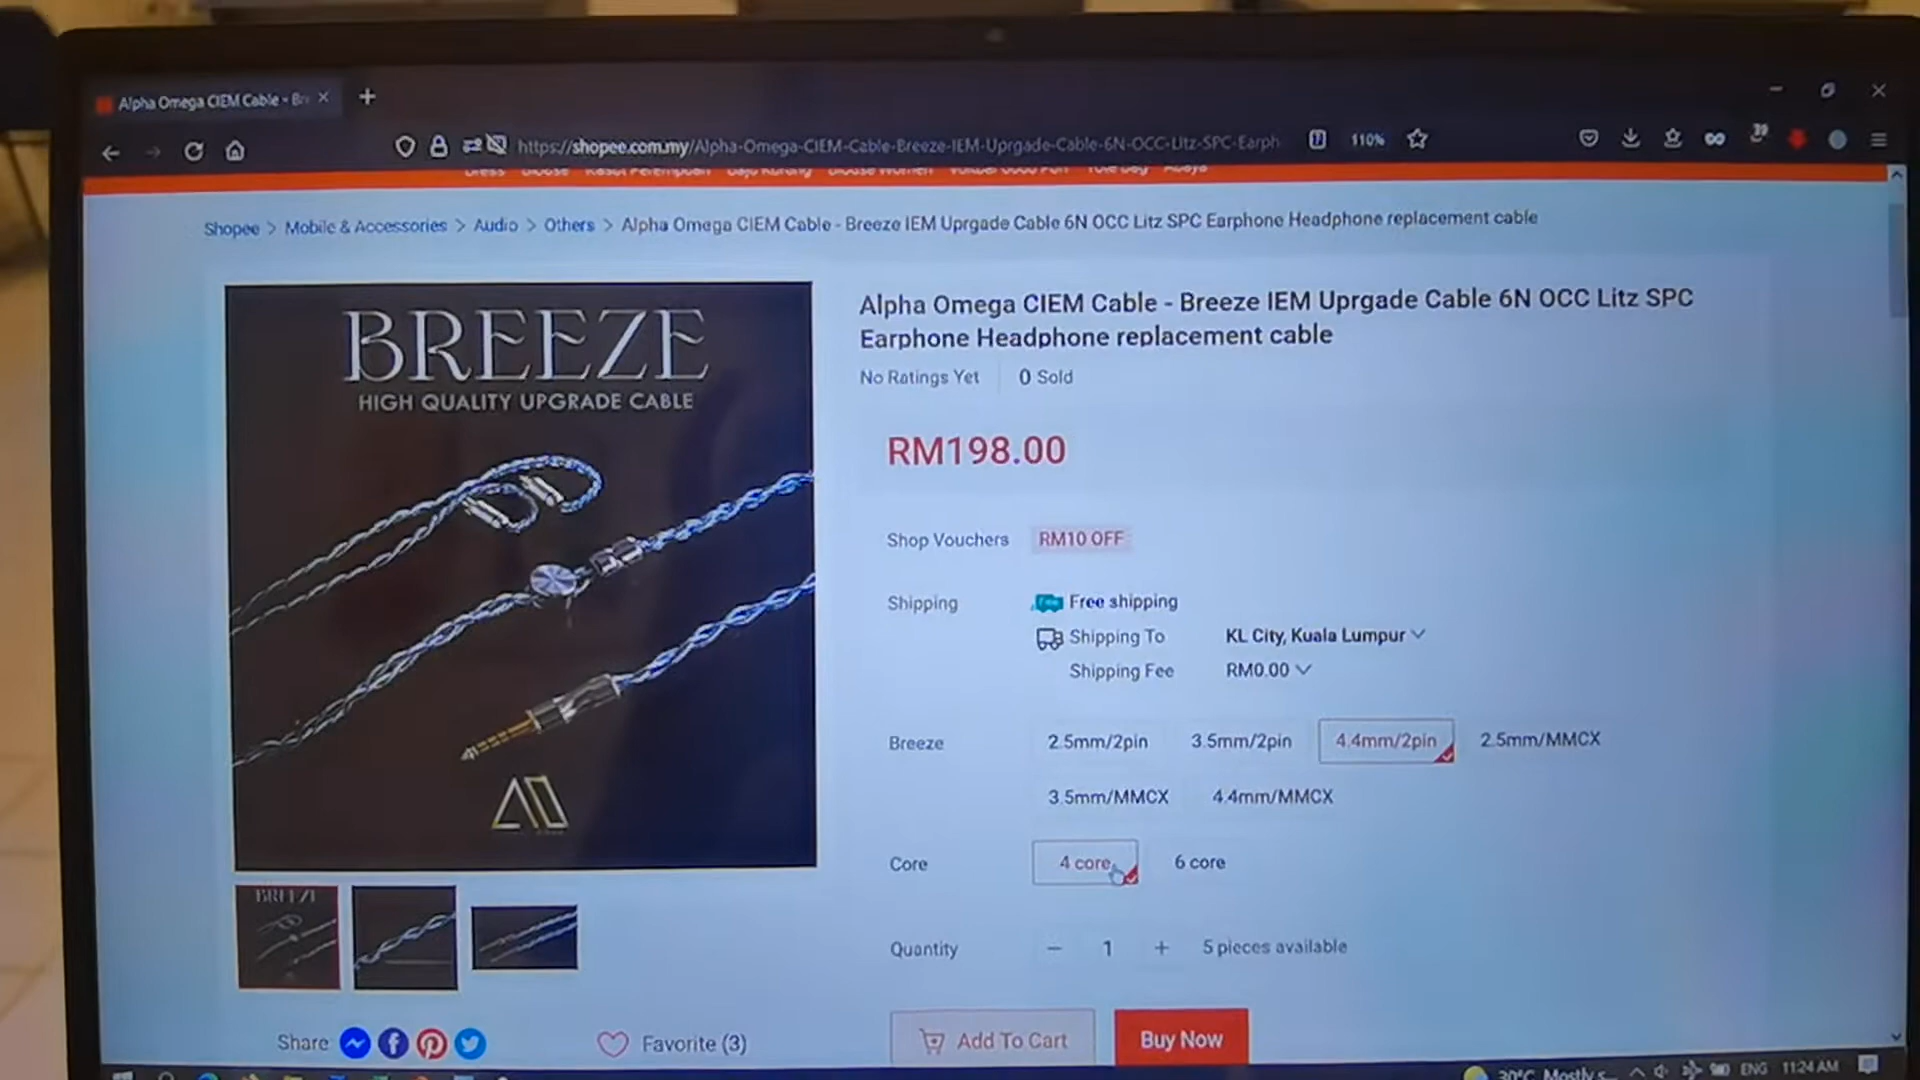 Alpha Omega CIEM Cable - Br
https://shopee.com.my/Alpha-Omega-CIEM-Cable-Breeze-IEM-Uprgade-Cable-6N-OCC-Litz-SPC-Earph
110%
Shopee > Mobile & Accessories > Audio > Others > Alpha Omega CIEM Cable - Breeze IEM Uprgade Cable 6N OCC Litz SPC Earphone Headphone replacement cable
BREEZE
HIGH QUALITY UPGRADE CABLE
Alpha Omega CIEM Cable - Breeze IEM Uprgade Cable 6N OCC Litz SPC
Earphone Headphone replacement cable
No Ratings Yet 0 Sold
RM198.00
Shop Vouchers RM10 OFF
Shipping Free shipping
Shipping To KL City, Kuala Lumpur
Shipping Fee RM0.00
Breeze 2.5mm/2pin 3.5mm/2pin 4.4mm/2pin 2.5mm/MMCX
3.5mm/MMCX 4.4mm/MMCX
Core 4 core 6 core
Quantity - 1 + 5 pieces available
BREEZE
Share: Favorite (3)
Add To Cart Buy Now
30°C Mostly s... ENG 11:24 AM